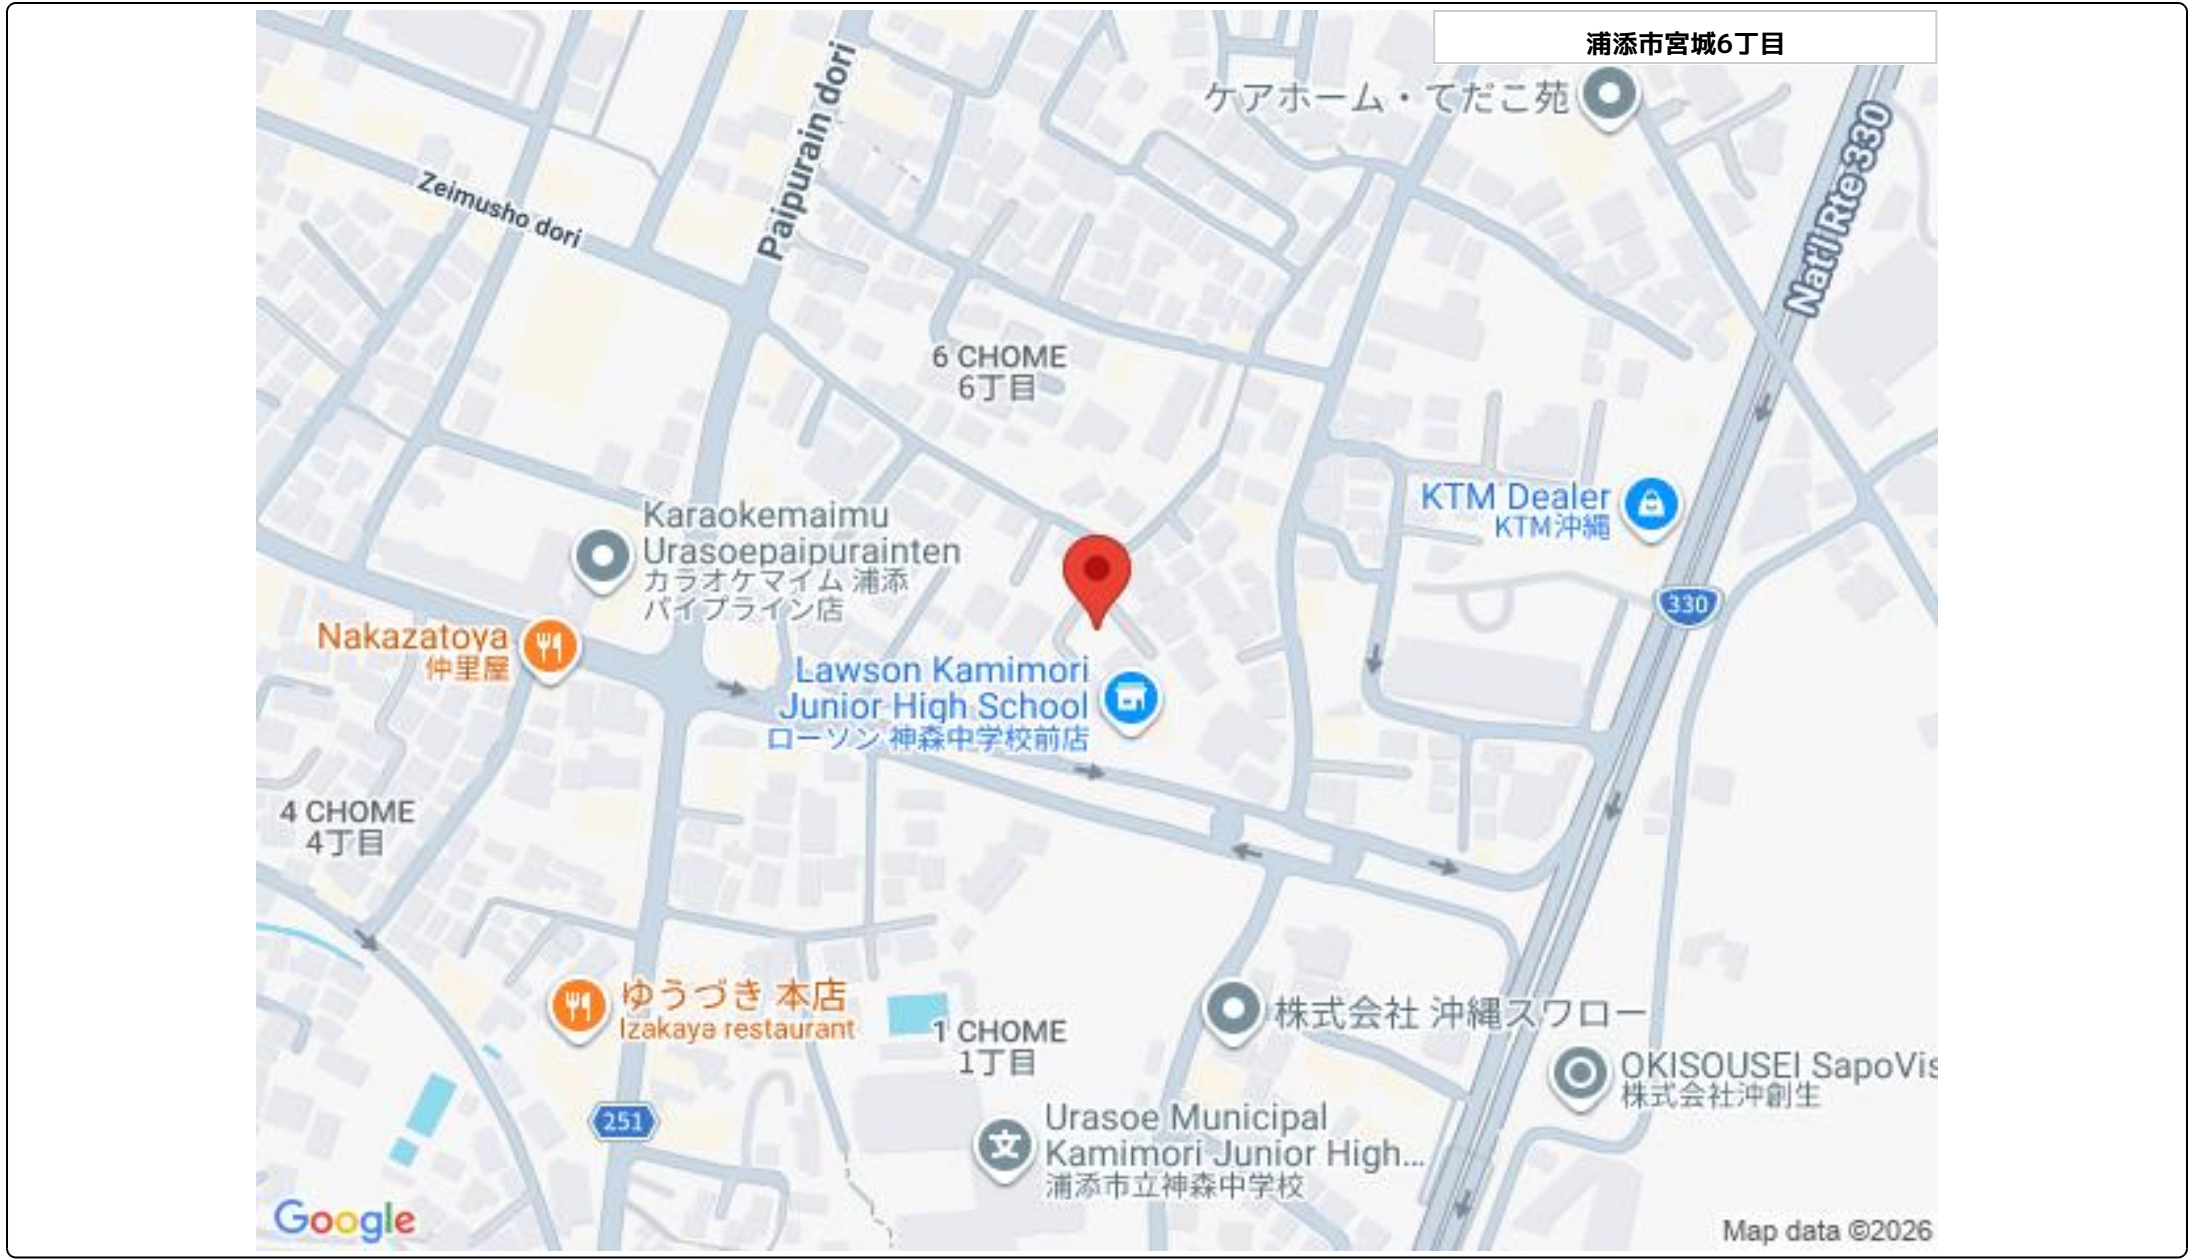 浦添市宮城6丁目
ケアホーム・てだこ苑
Paipurain dori
Nat'l Rte 330
Zeimusho dori
6 CHOME
6丁目
KTM Dealer
KTM沖縄
Karaokemaimu
Urasoepaipurainten
カラオケマイム 浦添
パイプライン店
330
Nakazatoya
仲里屋
Lawson Kamimori
Junior High School
ローソン 神森中学校前店
4 CHOME
4丁目
ゆうづき 本店
Izakaya restaurant
1 CHOME
1丁目
株式会社 沖縄スワロー
OKISOUSEI SapoVis
株式会社沖創生
251
Urasoe Municipal
Kamimori Junior High...
浦添市立神森中学校
Google
Map data ©2026